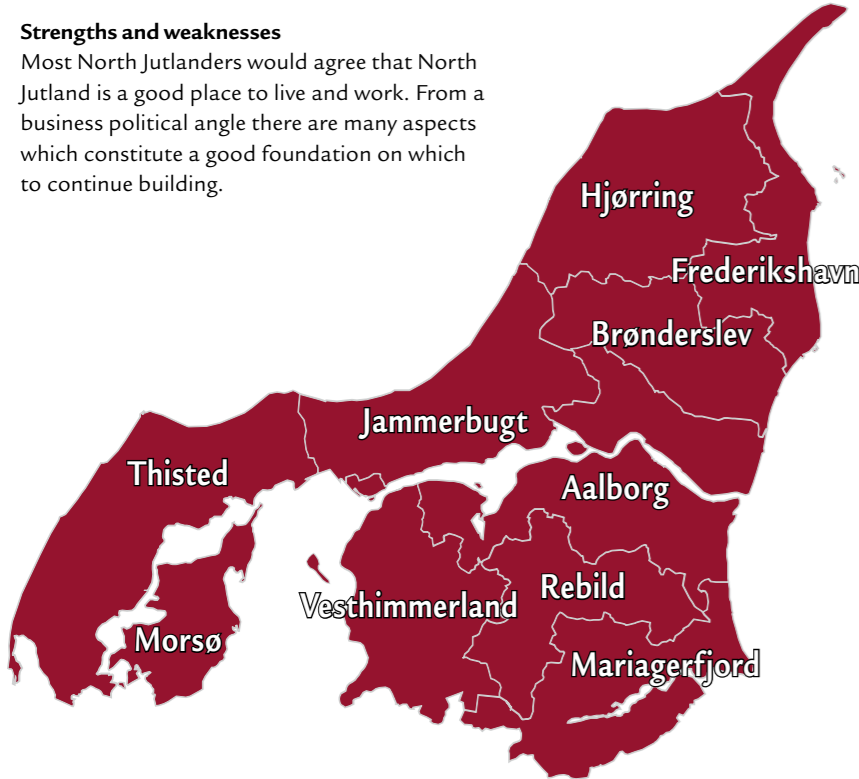 Strengths and weaknesses
Most North Jutlanders would agree that North
Jutland is a good place to live and work. From a
business political angle there are many aspects
which constitute a good foundation on which
to continue building.
Hjørring
Frederikshavn
Brønderslev
Jammerbugt
Thisted
Aalborg
Rebild
Vesthimmerland
Morsø
Mariagerfjord